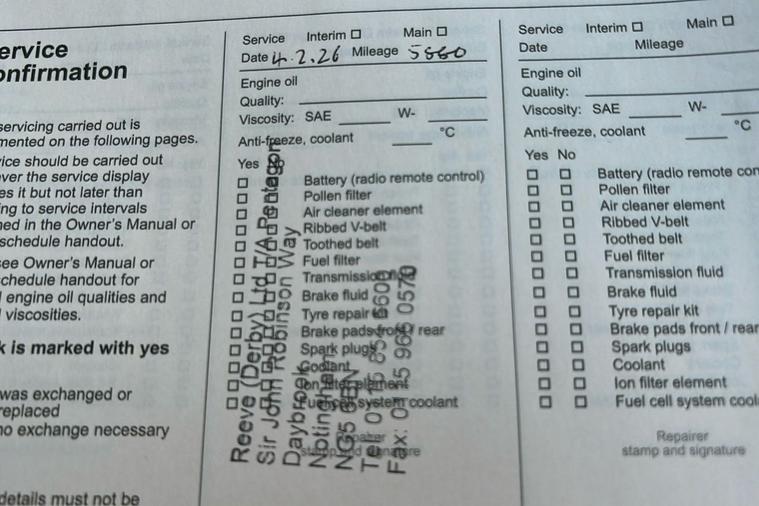 ervice
onfirmation
servicing carried out is
mented on the following pages.
vice should be carried out
ver the service display
es it but not later than
ing to service intervals
ned in the Owner's Manual or
schedule handout.
see Owner's Manual or
schedule handout for
engine oil qualities and
viscosities.
k is marked with yes
was exchanged or
replaced
no exchange necessary
details must not be
Service Interim Main
Date 4.2.26 Mileage 5860
Engine oil
Quality:
Viscosity: SAE W-
Anti-freeze, coolant °C
Yes
Battery (radio remote control)
Pollen filter
Air cleaner element
Ribbed V-belt
Toothed belt
Fuel filter
Transmission fluid
Brake fluid
Tyre repair kit
Brake pads front / rear
Spark plugs
Coolant
Ion filter element
Fuel cell system coolant
Repairer
stamp and signature
Reeve (Derby) Ltd T/A Pentagon
Sir John Robinson Way
Daybrook
Nottingham
NG5
Fax:
Service Interim Main
Date Mileage
Engine oil
Quality:
Viscosity: SAE W-
Anti-freeze, coolant °C
Yes No
Battery (radio remote con
Pollen filter
Air cleaner element
Ribbed V-belt
Toothed belt
Fuel filter
Transmission fluid
Brake fluid
Tyre repair kit
Brake pads front / rear
Spark plugs
Coolant
Ion filter element
Fuel cell system cool
Repairer
stamp and signature